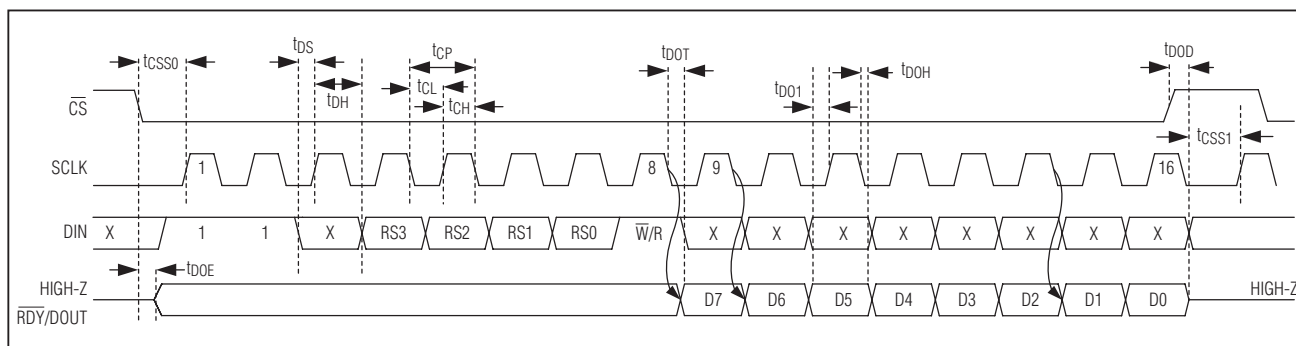 tCSS0 tDS tDH tCP tCL tCH tDOT tDO1 tDOH tDOD tCSS1
CS
SCLK 1 8 9 16
DIN X 1 1 X RS3 RS2 RS1 RS0 W/R X X X X X X X X
tDOE
HIGH-Z HIGH-Z
RDY/DOUT D7 D6 D5 D4 D3 D2 D1 D0